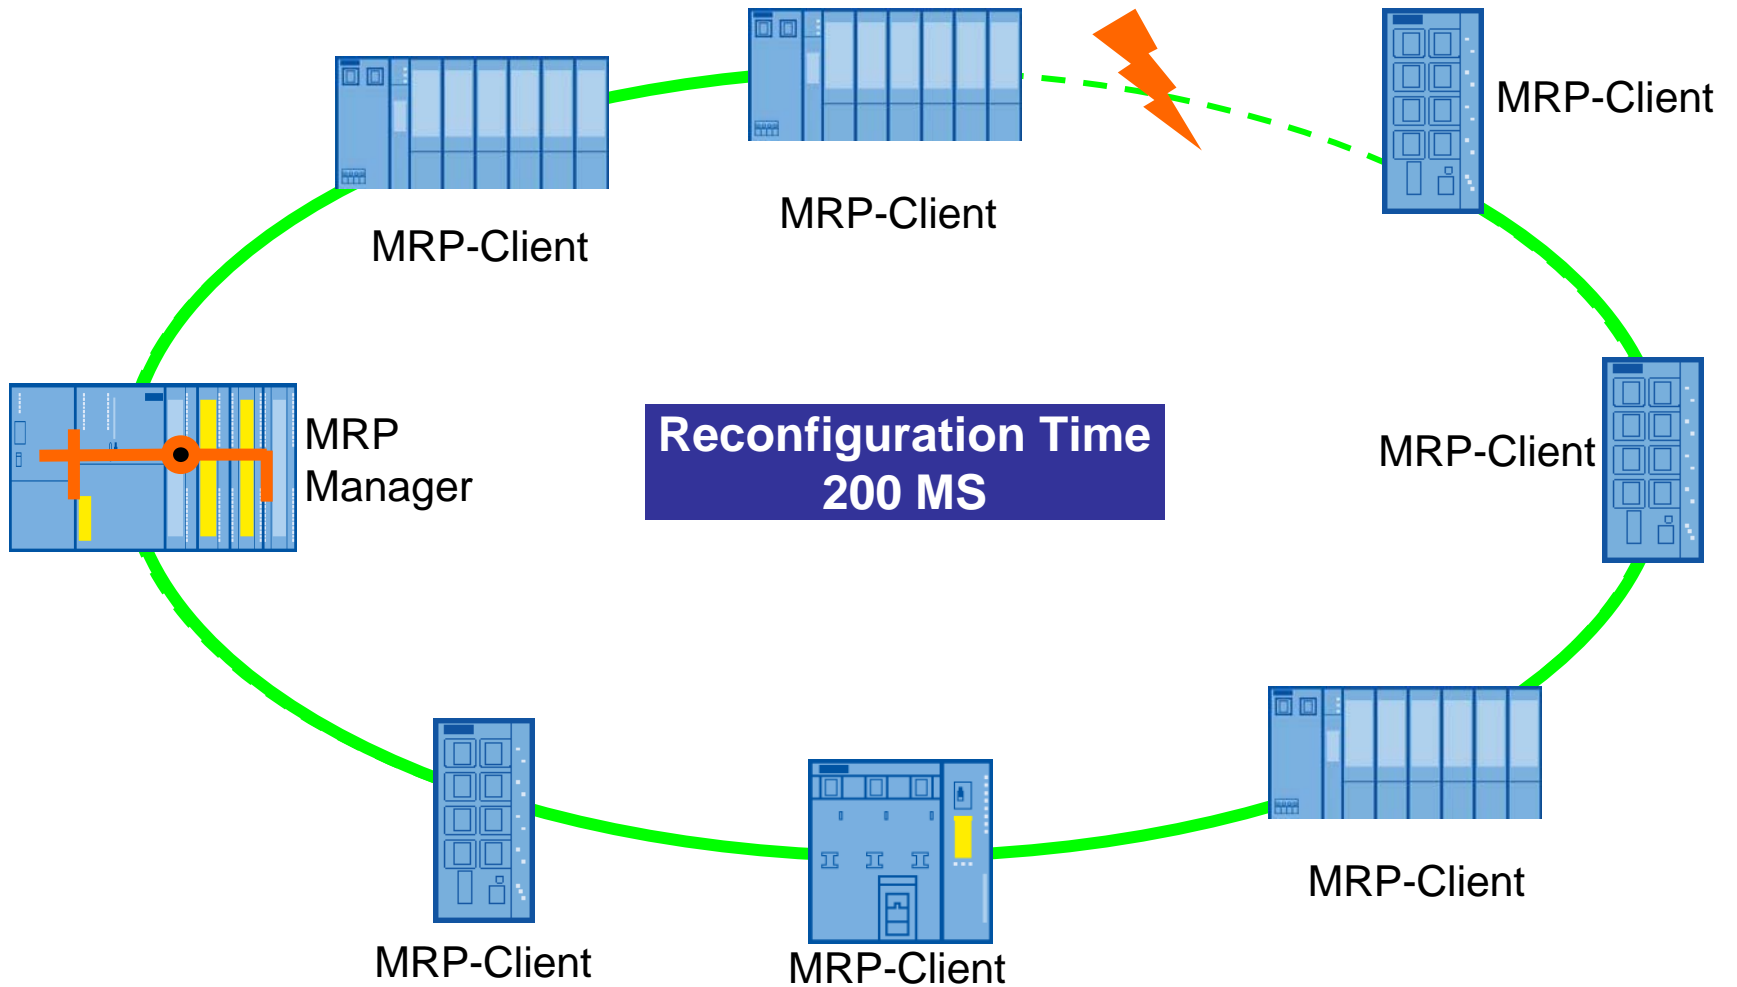 MRP-Client
MRP-Client
MRP-Client
MRP
Manager
Reconfiguration Time
200 MS
MRP-Client
MRP-Client
MRP-Client
MRP-Client